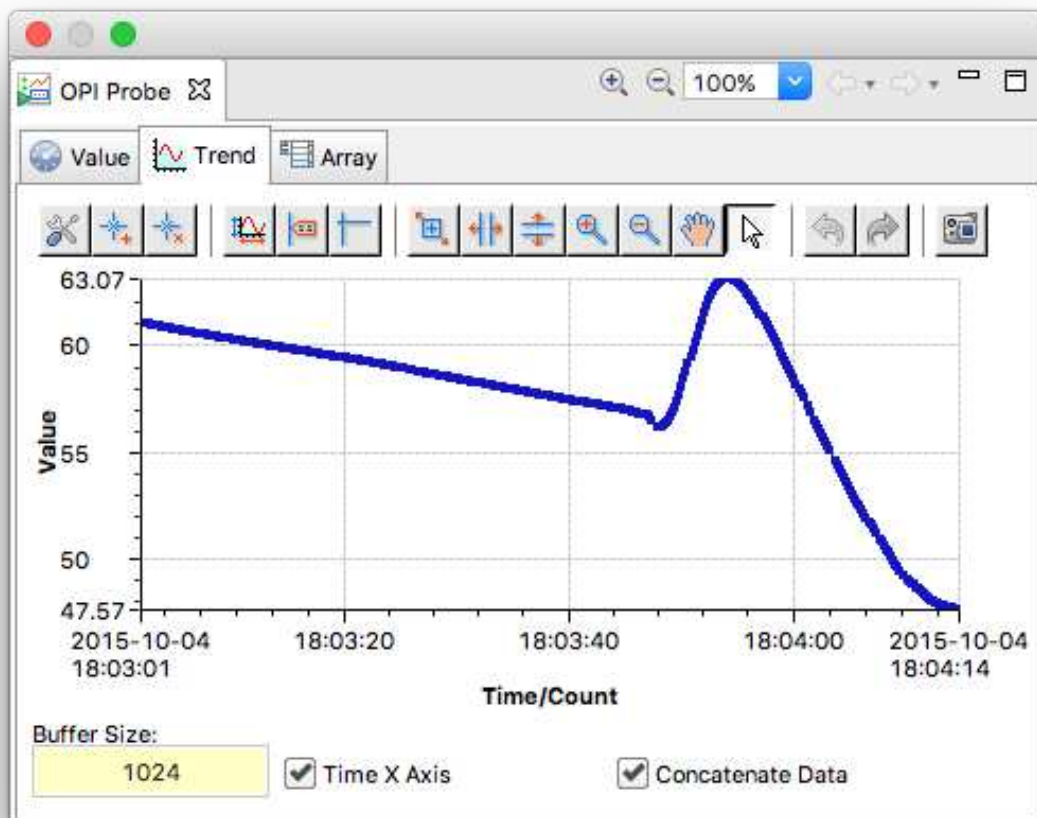 OPI Probe
100%
Value
Trend
Array
63.07
60
55
50
47.57
Value
2015-10-04
18:03:01
18:03:20
18:03:40
18:04:00
2015-10-04
18:04:14
Time/Count
Buffer Size:
1024
Time X Axis
Concatenate Data